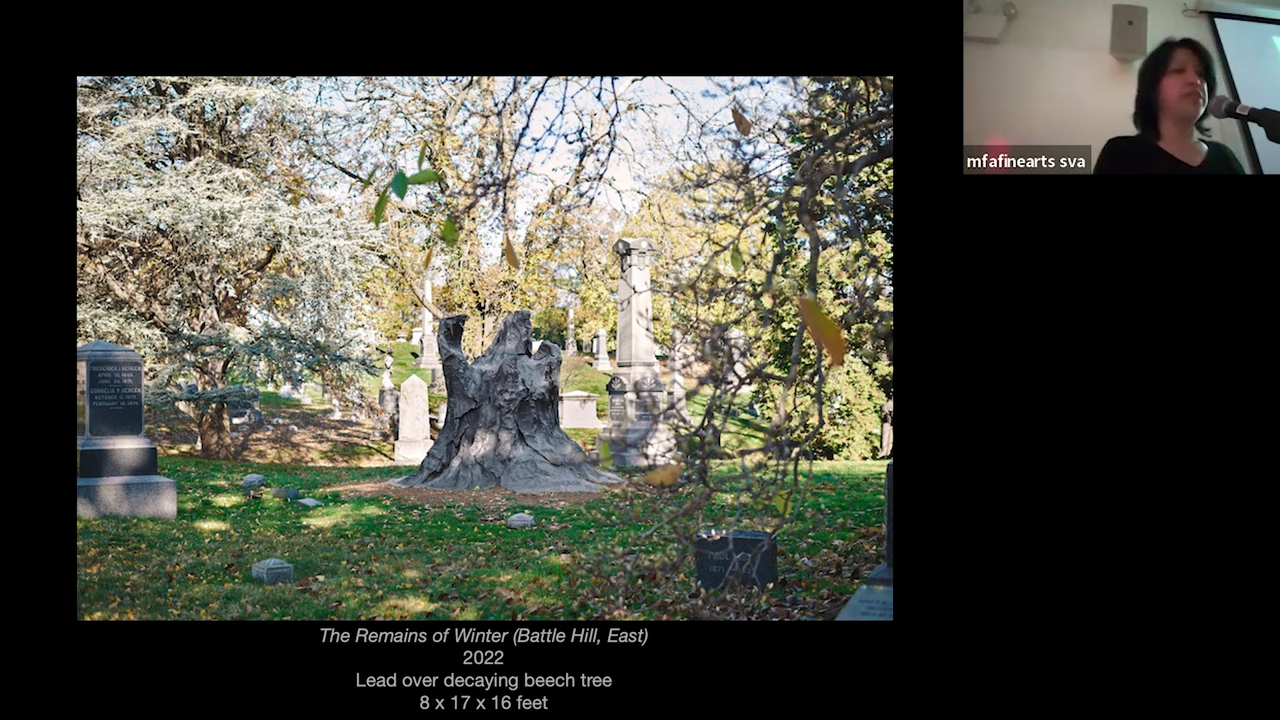 mfafinearts sva
The Remains of Winter (Battle Hill, East)
2022
Lead over decaying beech tree
8 x 17 x 16 feet